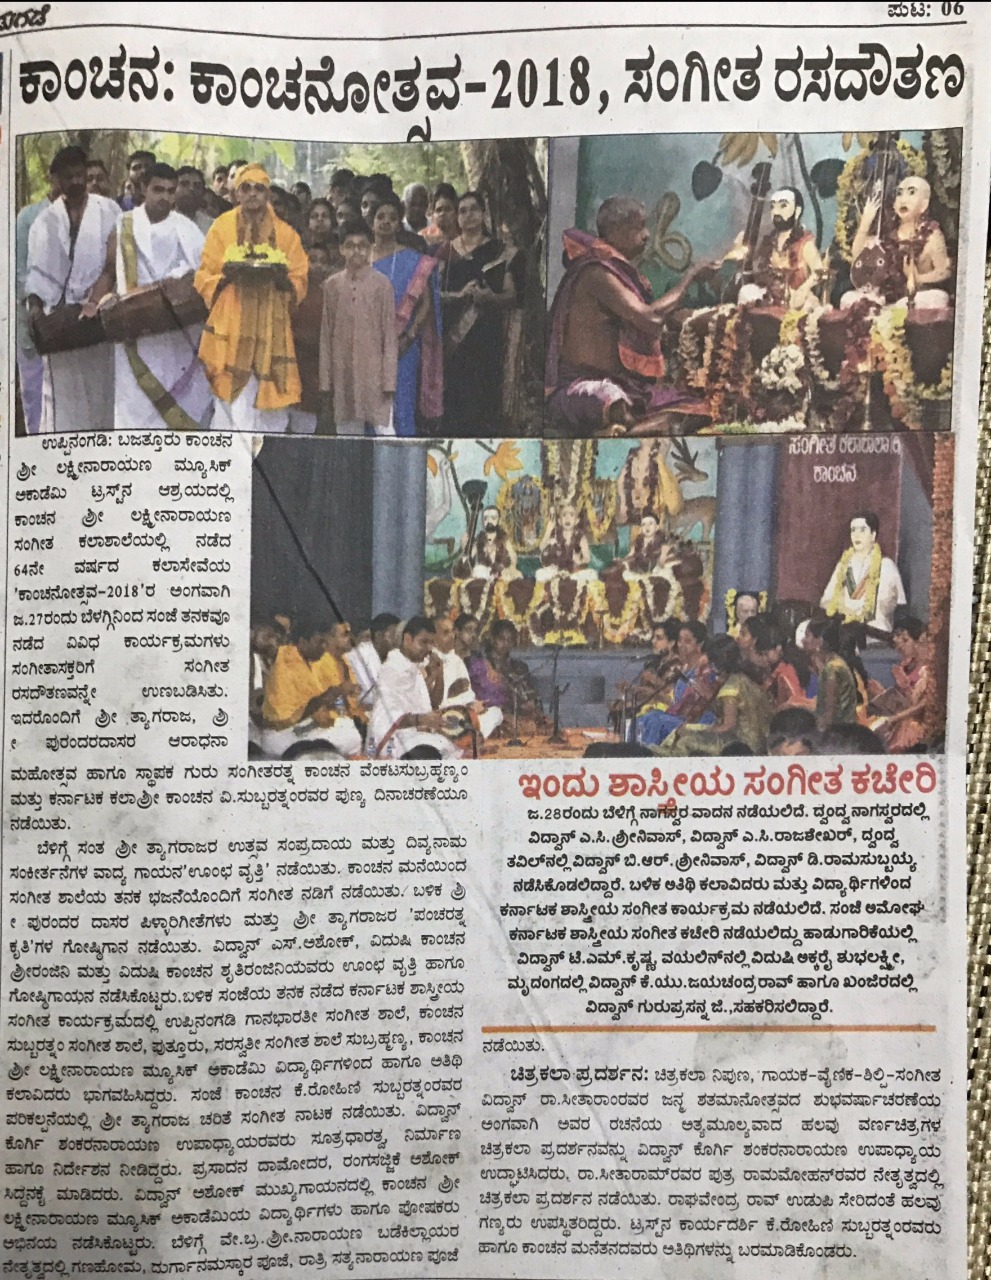 ಪುಟ: 06
ಕಾಂಚನ: ಕಾಂಚನೋತ್ಸವ-2018, ಸಂಗೀತ ರಸದೌತಣ
ಸಂಗೀತ ಕಲಾಶಾಲಾ
ಕಾಂಚನ
ಉಪ್ಪಿನಂಗಡಿ: ಬಜತ್ತೂರು ಕಾಂಚನ
ಶ್ರೀ ಲಕ್ಷ್ಮೀನಾರಾಯಣ ಮ್ಯೂಸಿಕ್
ಅಕಾಡೆಮಿ ಟ್ರಸ್ಟ್‌ನ ಆಶ್ರಯದಲ್ಲಿ
ಕಾಂಚನ ಶ್ರೀ ಲಕ್ಷ್ಮೀನಾರಾಯಣ
ಸಂಗೀತ ಕಲಾಶಾಲೆಯಲ್ಲಿ ನಡೆದ
64ನೇ ವರ್ಷದ ಕಲಾಸೇವೆಯ
'ಕಾಂಚನೋತ್ಸವ-2018'ರ ಅಂಗವಾಗಿ
ಜ.27ರಂದು ಬೆಳಗ್ಗಿನಿಂದ ಸಂಜೆ ತನಕವೂ
ನಡೆದ ವಿವಿಧ ಕಾರ್ಯಕ್ರಮಗಳು
ಸಂಗೀತಾಸಕ್ತರಿಗೆ ಸಂಗೀತ
ರಸದೌತಣವನ್ನೇ ಉಣಬಡಿಸಿತು.
ಇದರೊಂದಿಗೆ ಶ್ರೀ ತ್ಯಾಗರಾಜ, ಶ್ರ
ೀ ಪುರಂದರದಾಸರ ಆರಾಧನಾ
ಮಹೋತ್ಸವ ಹಾಗೂ ಸ್ಥಾಪಕ ಗುರು ಸಂಗೀತರತ್ನ ಕಾಂಚನ ವೆಂಕಟಸುಬ್ರಹ್ಮಣ್ಯಂ
ಮತ್ತು ಕರ್ನಾಟಕ ಕಲಾಶ್ರೀ ಕಾಂಚನ ವಿ.ಸುಬ್ಬರತ್ನಂರವರ ಪುಣ್ಯ ದಿನಾಚರಣೆಯೂ
ನಡೆಯಿತು.
ಬೆಳಿಗ್ಗೆ ಸಂತ ಶ್ರೀ ತ್ಯಾಗರಾಜರ ಉತ್ಸವ ಸಂಪ್ರದಾಯ ಮತ್ತು ದಿವ್ಯನಾಮ
ಸಂಕೀರ್ತನೆಗಳ ವಾದ್ಯ ಗಾಯನ'ಊಂಛ ವೃತ್ತಿ' ನಡೆಯಿತು. ಕಾಂಚನ ಮನೆಯಿಂದ
ಸಂಗೀತ ಶಾಲೆಯ ತನಕ ಭಜನೆಯೊಂದಿಗೆ ಸಂಗೀತ ನಡಿಗೆ ನಡೆಯಿತು. ಬಳಿಕ ಶ್ರ
ೀ ಪುರಂದರ ದಾಸರ ಪಿಳ್ಳಾರಿಗೀತೆಗಳು ಮತ್ತು ಶ್ರೀ ತ್ಯಾಗರಾಜರ 'ಪಂಚರತ್ನ
ಕೃತಿ'ಗಳ ಗೋಷ್ಠಿಗಾನ ನಡೆಯಿತು. ವಿದ್ವಾನ್ ಎಸ್.ಅಶೋಕ್, ವಿದುಷಿ ಕಾಂಚನ
ಶ್ರೀರಂಜಿನಿ ಮತ್ತು ವಿದುಷಿ ಕಾಂಚನ ಶೃತಿರಂಜಿನಿಯವರು ಊಂಛ ವೃತ್ತಿ ಹಾಗೂ
ಗೋಷ್ಠಿಗಾಯನ ನಡೆಸಿಕೊಟ್ಟರು.ಬಳಿಕ ಸಂಜೆಯ ತನಕ ನಡೆದ ಕರ್ನಾಟಕ ಶಾಸ್ತ್ರೀಯ
ಸಂಗೀತ ಕಾರ್ಯಕ್ರಮದಲ್ಲಿ ಉಪ್ಪಿನಂಗಡಿ ಗಾನಭಾರತೀ ಸಂಗೀತ ಶಾಲೆ, ಕಾಂಚನ
ಸುಬ್ಬರತ್ನಂ ಸಂಗೀತ ಶಾಲೆ, ಪುತ್ತೂರು, ಸರಸ್ವತೀ ಸಂಗೀತ ಶಾಲೆ ಸುಬ್ರಹ್ಮಣ್ಯ, ಕಾಂಚನ
ಶ್ರೀ ಲಕ್ಷ್ಮೀನಾರಾಯಣ ಮ್ಯೂಸಿಕ್ ಅಕಾಡೆಮಿ ವಿದ್ಯಾರ್ಥಿಗಳಿಂದ ಹಾಗೂ ಅತಿಥಿ
ಕಲಾವಿದರು ಭಾಗವಹಿಸಿದ್ದರು. ಸಂಜೆ ಕಾಂಚನ ಕೆ.ರೋಹಿಣಿ ಸುಬ್ಬರತ್ನಂರವರ
ಪರಿಕಲ್ಪನೆಯಲ್ಲಿ ಶ್ರೀ ತ್ಯಾಗರಾಜ ಚರಿತೆ ಸಂಗೀತ ನಾಟಕ ನಡೆಯಿತು. ವಿದ್ವಾನ್
ಕೊರ್ಗಿ ಶಂಕರನಾರಾಯಣ ಉಪಾಧ್ಯಾಯರವರು ಸೂತ್ರಧಾರತ್ವ, ನಿರ್ಮಾಣ
ಹಾಗೂ ನಿರ್ದೇಶನ ನೀಡಿದ್ದರು. ಪ್ರಸಾದನ ದಾಮೋದರ, ರಂಗಸಜ್ಜಿಕೆ ಅಶೋಕ್
ಸಿದ್ದನಕೈ ಮಾಡಿದರು. ವಿದ್ವಾನ್ ಅಶೋಕ್ ಮುಖ್ಯಗಾಯನದಲ್ಲಿ ಕಾಂಚನ ಶ್ರೀ
ಲಕ್ಷ್ಮೀನಾರಾಯಣ ಮ್ಯೂಸಿಕ್ ಅಕಾಡೆಮಿಯ ವಿದ್ಯಾರ್ಥಿಗಳು ಹಾಗೂ ಪೋಷಕರು
ಅಭಿನಯ ನಡೆಸಿಕೊಟ್ಟರು. ಬೆಳಿಗ್ಗೆ ವೇ.ಬ್ರ.ಶ್ರೀ.ನಾರಾಯಣ ಬಡೆಕಿಲ್ಲಾಯರ
ನೇತೃತ್ವದಲ್ಲಿ ಗಣಹೋಮ, ದುರ್ಗಾನಮಸ್ಕಾರ ಪೂಜೆ, ರಾತ್ರಿ ಸತ್ಯನಾರಾಯಣ ಪೂಜೆ
ಇಂದು ಶಾಸ್ತ್ರೀಯ ಸಂಗೀತ ಕಚೇರಿ
ಜ.28ರಂದು ಬೆಳಿಗ್ಗೆ ನಾಗಸ್ವರ ವಾದನ ನಡೆಯಲಿದೆ. ದ್ವಂದ್ವ ನಾಗಸ್ವರದಲ್ಲಿ
ವಿದ್ವಾನ್ ಎ.ಸಿ.ಶ್ರೀನಿವಾಸ್, ವಿದ್ವಾನ್ ಎ.ಸಿ.ರಾಜಶೇಖರ್, ದ್ವಂದ್ವ
ತವಿಲ್‌ನಲ್ಲಿ ವಿದ್ವಾನ್ ಬಿ.ಆರ್.ಶ್ರೀನಿವಾಸ್, ವಿದ್ವಾನ್ ಡಿ.ರಾಮಸುಬ್ಬಯ್ಯ
ನಡೆಸಿಕೊಡಲಿದ್ದಾರೆ. ಬಳಿಕ ಅತಿಥಿ ಕಲಾವಿದರು ಮತ್ತು ವಿದ್ಯಾರ್ಥಿಗಳಿಂದ
ಕರ್ನಾಟಕ ಶಾಸ್ತ್ರೀಯ ಸಂಗೀತ ಕಾರ್ಯಕ್ರಮ ನಡೆಯಲಿದೆ. ಸಂಜೆ ಅಮೋಘ
ಕರ್ನಾಟಕ ಶಾಸ್ತ್ರೀಯ ಸಂಗೀತ ಕಚೇರಿ ನಡೆಯಲಿದ್ದು ಹಾಡುಗಾರಿಕೆಯಲ್ಲಿ
ವಿದ್ವಾನ್ ಟಿ.ಎಮ್.ಕೃಷ್ಣ, ವಯಲಿನ್‌ನಲ್ಲಿ ವಿದುಷಿ ಅಕ್ಕರೈ ಶುಭಲಕ್ಷ್ಮೀ,
ಮೃದಂಗದಲ್ಲಿ ವಿದ್ವಾನ್ ಕೆ.ಯು.ಜಯಚಂದ್ರರಾವ್ ಹಾಗೂ ಖಂಜಿರದಲ್ಲಿ
ವಿದ್ವಾನ್ ಗುರುಪ್ರಸನ್ನ ಜಿ.,ಸಹಕರಿಸಲಿದ್ದಾರೆ.
ನಡೆಯಿತು.
ಚಿತ್ರಕಲಾ ಪ್ರದರ್ಶನ: ಚಿತ್ರಕಲಾ ನಿಪುಣ, ಗಾಯಕ-ವೈಣಿಕ-ಶಿಲ್ಪಿ-ಸಂಗೀತ
ವಿದ್ವಾನ್ ರಾ.ಸೀತಾರಾಂರವರ ಜನ್ಮ ಶತಮಾನೋತ್ಸವದ ಶುಭವರ್ಷಾಚರಣೆಯ
ಅಂಗವಾಗಿ ಅವರ ರಚನೆಯ ಅತ್ಯಮೂಲ್ಯವಾದ ಹಲವು ವರ್ಣಚಿತ್ರಗಳ
ಚಿತ್ರಕಲಾ ಪ್ರದರ್ಶನವನ್ನು ವಿದ್ವಾನ್ ಕೊರ್ಗಿ ಶಂಕರನಾರಾಯಣ ಉಪಾಧ್ಯಾಯ
ಉದ್ಘಾಟಿಸಿದರು. ರಾ.ಸೀತಾರಾಮ್‌ರವರ ಪುತ್ರ ರಾಮಮೋಹನ್‌ರವರ ನೇತೃತ್ವದಲ್ಲಿ
ಚಿತ್ರಕಲಾ ಪ್ರದರ್ಶನ ನಡೆಯಿತು. ರಾಘವೇಂದ್ರ ರಾವ್ ಉಡುಪಿ ಸೇರಿದಂತೆ ಹಲವು
ಗಣ್ಯರು ಉಪಸ್ಥಿತರಿದ್ದರು. ಟ್ರಸ್ಟ್‌ನ ಕಾರ್ಯದರ್ಶಿ ಕೆ.ರೋಹಿಣಿ ಸುಬ್ಬರತ್ನಂರವರು
ಹಾಗೂ ಕಾಂಚನ ಮನೆತನದವರು ಅತಿಥಿಗಳನ್ನು ಬರಮಾಡಿಕೊಂಡರು.